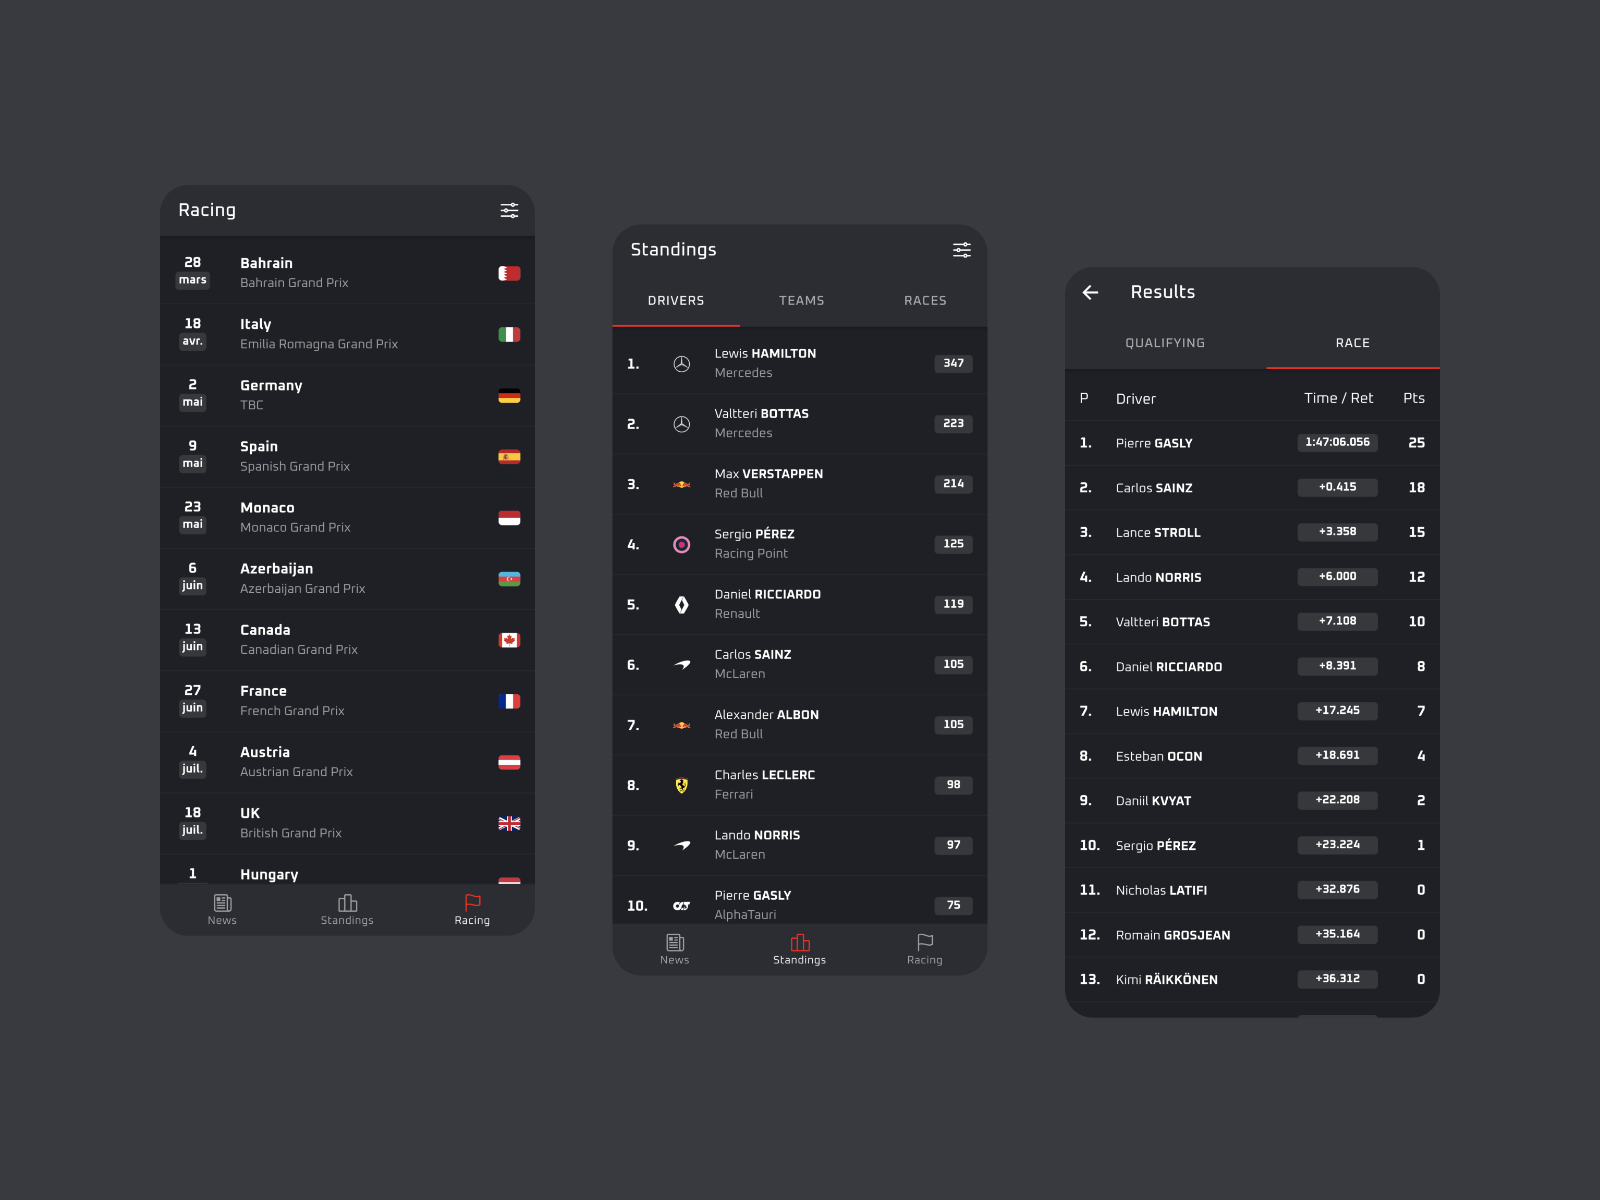 Racing
28
mars
Bahrain
Bahrain Grand Prix
18
avr.
Italy
Emilia Romagna Grand Prix
2
mai
Germany
TBC
9
mai
Spain
Spanish Grand Prix
23
mai
Monaco
Monaco Grand Prix
6
juin
Azerbaijan
Azerbaijan Grand Prix
13
juin
Canada
Canadian Grand Prix
27
juin
France
French Grand Prix
4
juil.
Austria
Austrian Grand Prix
18
juil.
UK
British Grand Prix
1
Hungary
News
Standings
Racing
Standings
DRIVERS TEAMS RACES
1. Lewis HAMILTON 347
Mercedes
2. Valtteri BOTTAS 223
Mercedes
3. Max VERSTAPPEN 214
Red Bull
4. Sergio PÉREZ 125
Racing Point
5. Daniel RICCIARDO 119
Renault
6. Carlos SAINZ 105
McLaren
7. Alexander ALBON 105
Red Bull
8. Charles LECLERC 98
Ferrari
9. Lando NORRIS 97
McLaren
10. Pierre GASLY 75
AlphaTauri
News
Standings
Racing
Results
QUALIFYING RACE
P Driver Time / Ret Pts
1. Pierre GASLY 1:47:06.056 25
2. Carlos SAINZ +0.415 18
3. Lance STROLL +3.358 15
4. Lando NORRIS +6.000 12
5. Valtteri BOTTAS +7.108 10
6. Daniel RICCIARDO +8.391 8
7. Lewis HAMILTON +17.245 7
8. Esteban OCON +18.691 4
9. Daniil KVYAT +22.208 2
10. Sergio PÉREZ +23.224 1
11. Nicholas LATIFI +32.876 0
12. Romain GROSJEAN +35.164 0
13. Kimi RÄIKKÖNEN +36.312 0